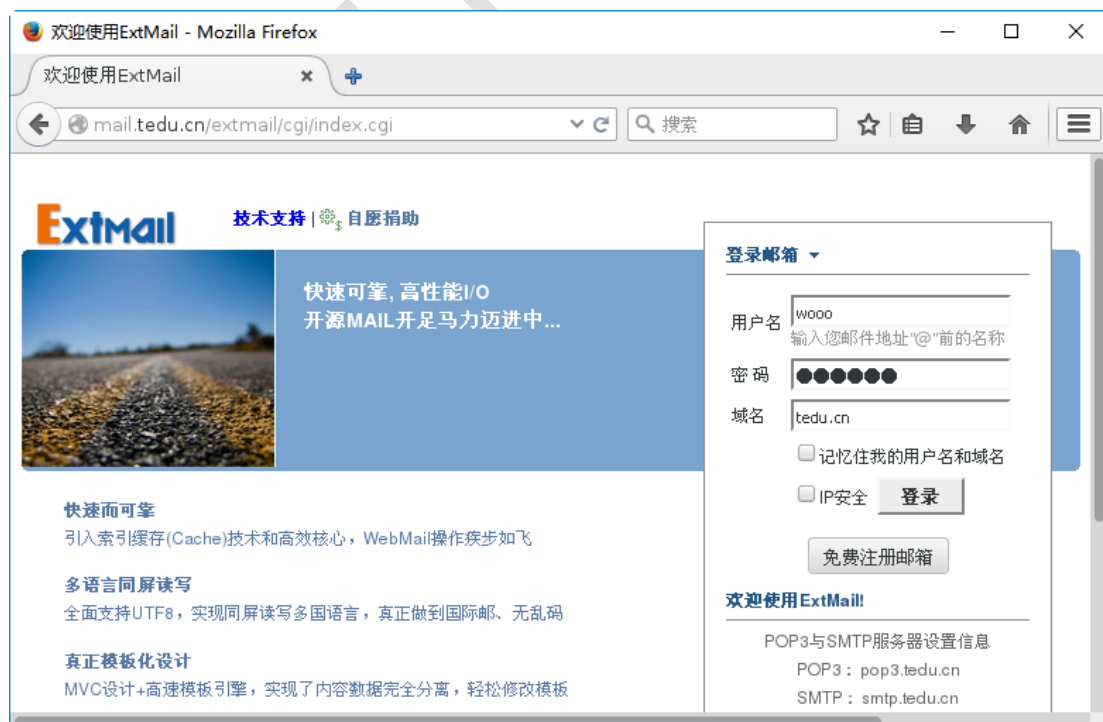 欢迎使用ExtMail - Mozilla Firefox
欢迎使用ExtMail
mail.tedu.cn/extmail/cgi/index.cgi
搜索
Extmail
技术支持 | $ 自愿捐助
快速可靠, 高性能I/O
开源MAIL开足马力迈进中...
登录邮箱
用户名 wooo
输入您邮件地址"@"前的名称
密 码 ●●●●●●
域名 tedu.cn
记忆住我的用户名和域名
IP安全 登录
免费注册邮箱
快速而可靠
引入索引缓存(Cache)技术和高效核心，WebMail操作疾步如飞
多语言同屏读写
全面支持UTF8，实现同屏读写多国语言，真正做到国际邮、无乱码
真正模板化设计
MVC设计+高速模板引擎，实现了内容数据完全分离，轻松修改模板
欢迎使用ExtMail!
POP3与SMTP服务器设置信息
POP3： pop3.tedu.cn
SMTP： smtp.tedu.cn